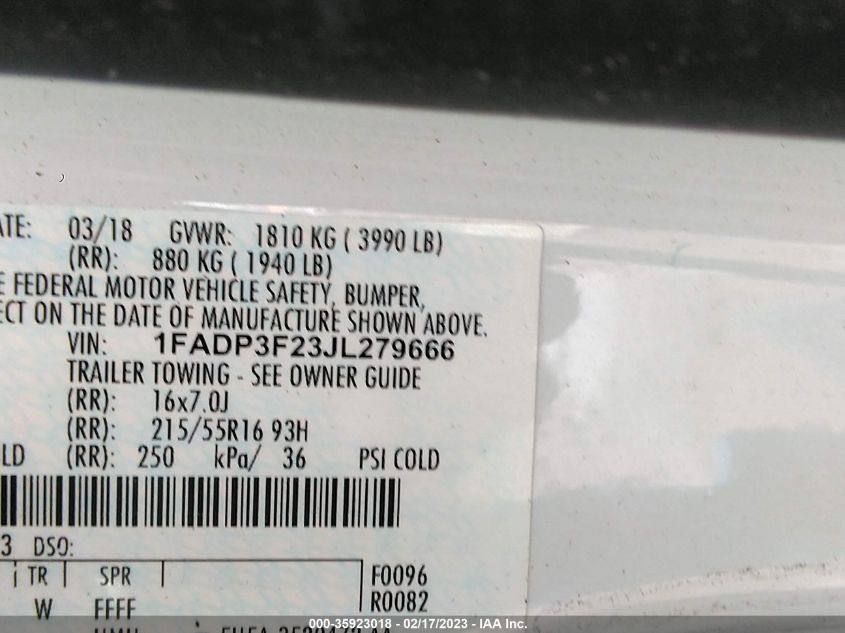 ATE: 03/18 GVWR: 1810 KG ( 3990 LB)
(RR): 880 KG ( 1940 LB)
E FEDERAL MOTOR VEHICLE SAFETY, BUMPER,
ECT ON THE DATE OF MANUFACTURE SHOWN ABOVE.
VIN: 1FADP3F23JL279666
TRAILER TOWING - SEE OWNER GUIDE
(RR): 16x7.0J
(RR): 215/55R16 93H
LD (RR): 250 kPa/ 36 PSI COLD
3 DSO:
TR SPR F0096
W FFFF R0082
000-35923018 - 02/17/2023 - IAA Inc.